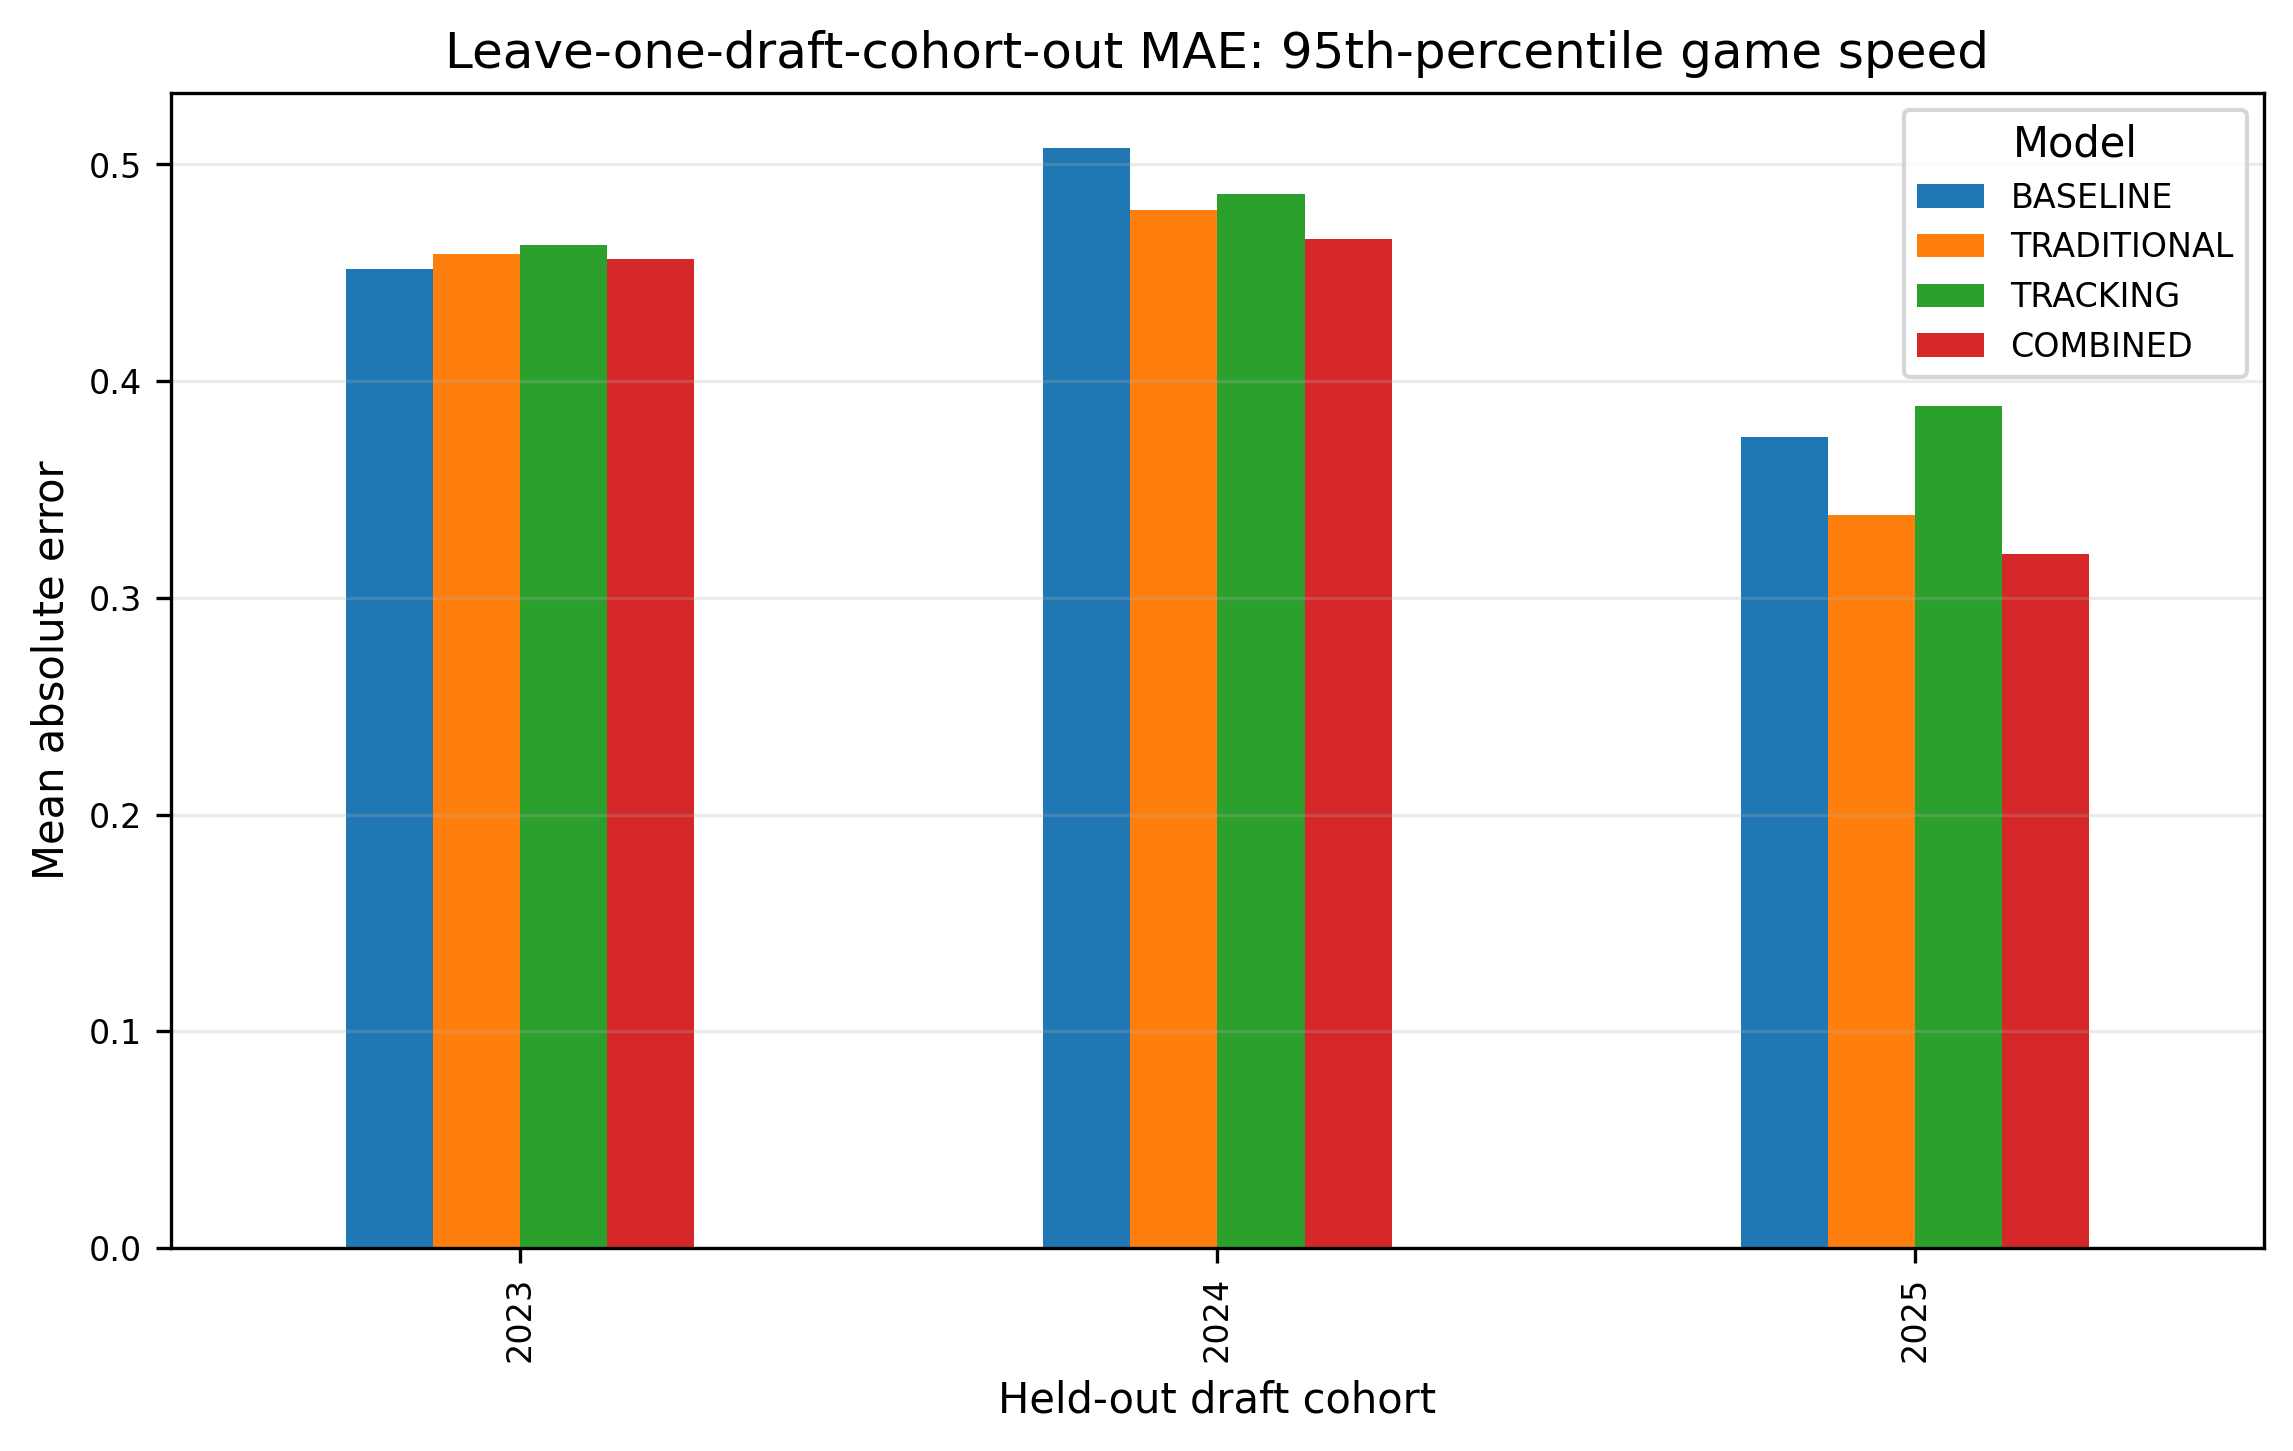 Leave-one-draft-cohort-out MAE: 95th-percentile game speed
Model
BASELINE
TRADITIONAL
TRACKING
COMBINED
Mean absolute error
0.5
0.4
0.3
0.2
0.1
0.0
2023
2024
2025
Held-out draft cohort